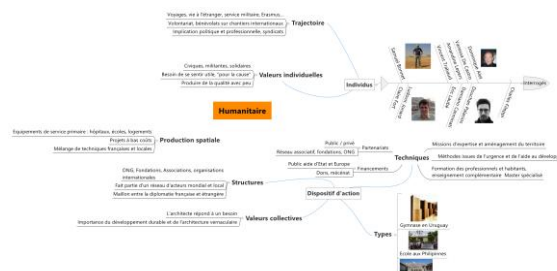 Voyages, vie à l'étranger, service militaire, Erasmus...
Volontariat, bénévolats sur chantiers internationaux
Implication politique et professionnelle, syndicats
Trajectoire
Civiques, militantes, solidaires
Besoin de se sentir utile, "pour la cause"
Produire de la qualité avec peu
Valeurs individuelles
Individus
Interrogés
Humanitaire
Equipements de service primaire : hôpitaux, écoles, logements
Projets à bas coûts
Mélange de techniques françaises et locales
Production spatiale
ONG, Fondations, Associations, organisations
internationales
Fait partie d'un réseau d'acteurs mondial et local
Maillon entre la diplomatie française et étrangère
Structures
L'architecte répond à un besoin
Importance du développement durable et de l'architecture vernaculaire
Valeurs collectives
Dispositif d'action
Public / privé
Réseau associatif, fondations, ONG
Partenariats
Public aide d'Etat et Europe
Dons, mécénat
Financements
Techniques
Missions d'expertise et aménagement du territoire
Méthodes issues de l'urgence et de l'aide au dévelop
Formation des professionnels et habitants,
enseignement complémentaire Master spécialisé
Types
Gymnase en Uruguay
Ecole aux Philipinnes